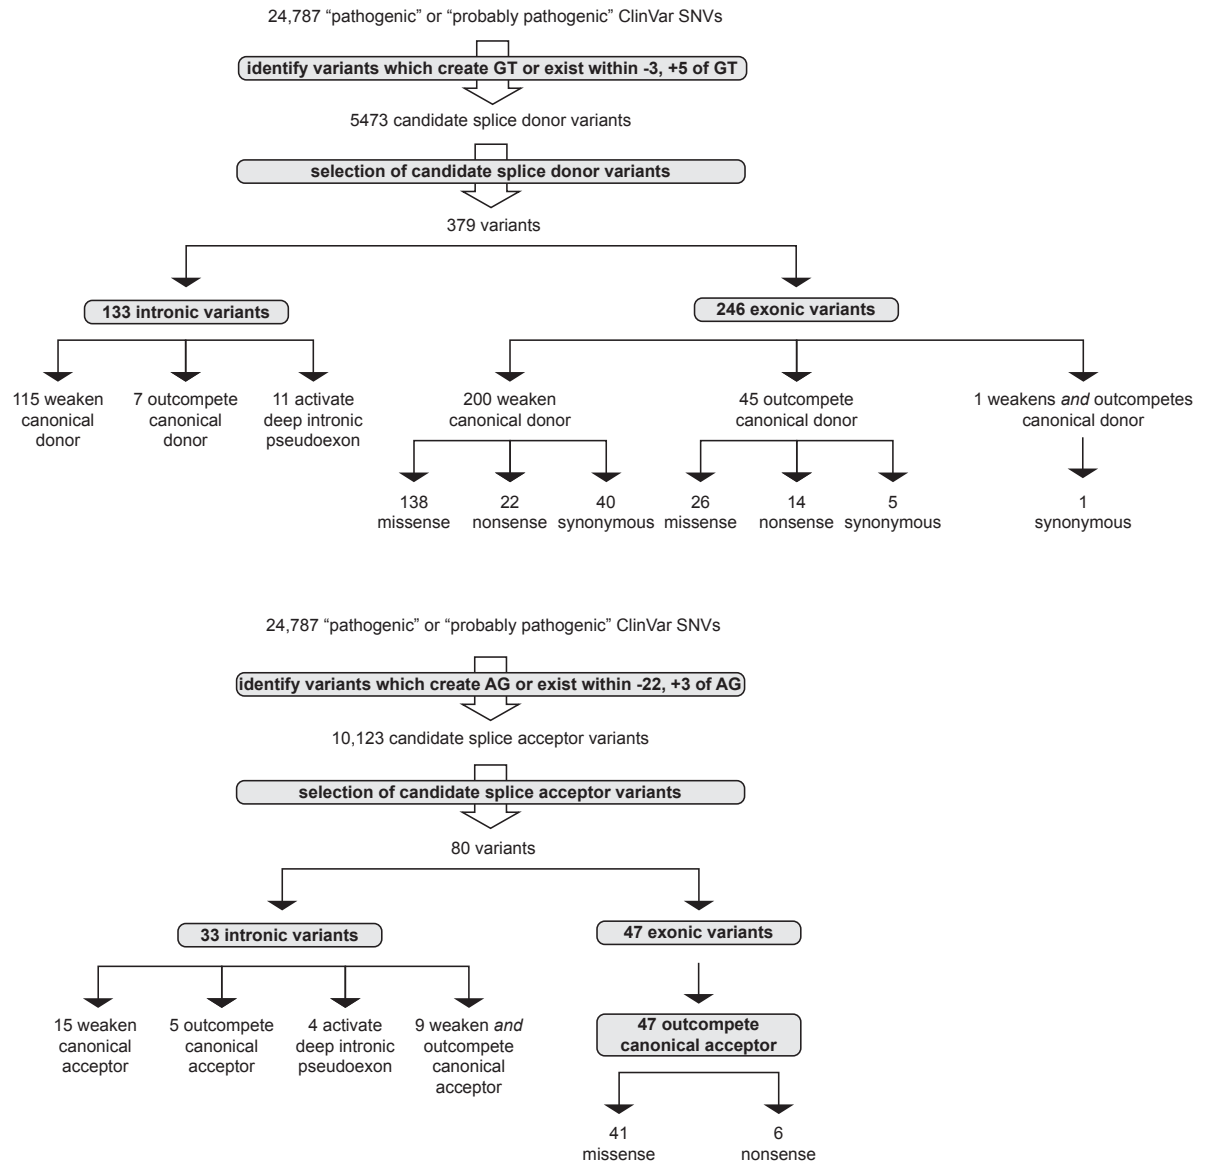 24,787 “pathogenic” or “probably pathogenic” ClinVar SNVs
identify variants which create GT or exist within -3, +5 of GT
5473 candidate splice donor variants
selection of candidate splice donor variants
379 variants
133 intronic variants
246 exonic variants
115 weaken
canonical
donor
7 outcompete
canonical
donor
11 activate
deep intronic
pseudoexon
200 weaken
canonical donor
45 outcompete
canonical donor
1 weakens and outcompetes
canonical donor
138
missense
22
nonsense
40
synonymous
26
missense
14
nonsense
5
synonymous
1
synonymous
24,787 “pathogenic” or “probably pathogenic” ClinVar SNVs
identify variants which create AG or exist within -22, +3 of AG
10,123 candidate splice acceptor variants
selection of candidate splice acceptor variants
80 variants
33 intronic variants
47 exonic variants
15 weaken
canonical
acceptor
5 outcompete
canonical
acceptor
4 activate
deep intronic
pseudoexon
9 weaken and
outcompete
canonical
acceptor
47 outcompete
canonical acceptor
41
missense
6
nonsense